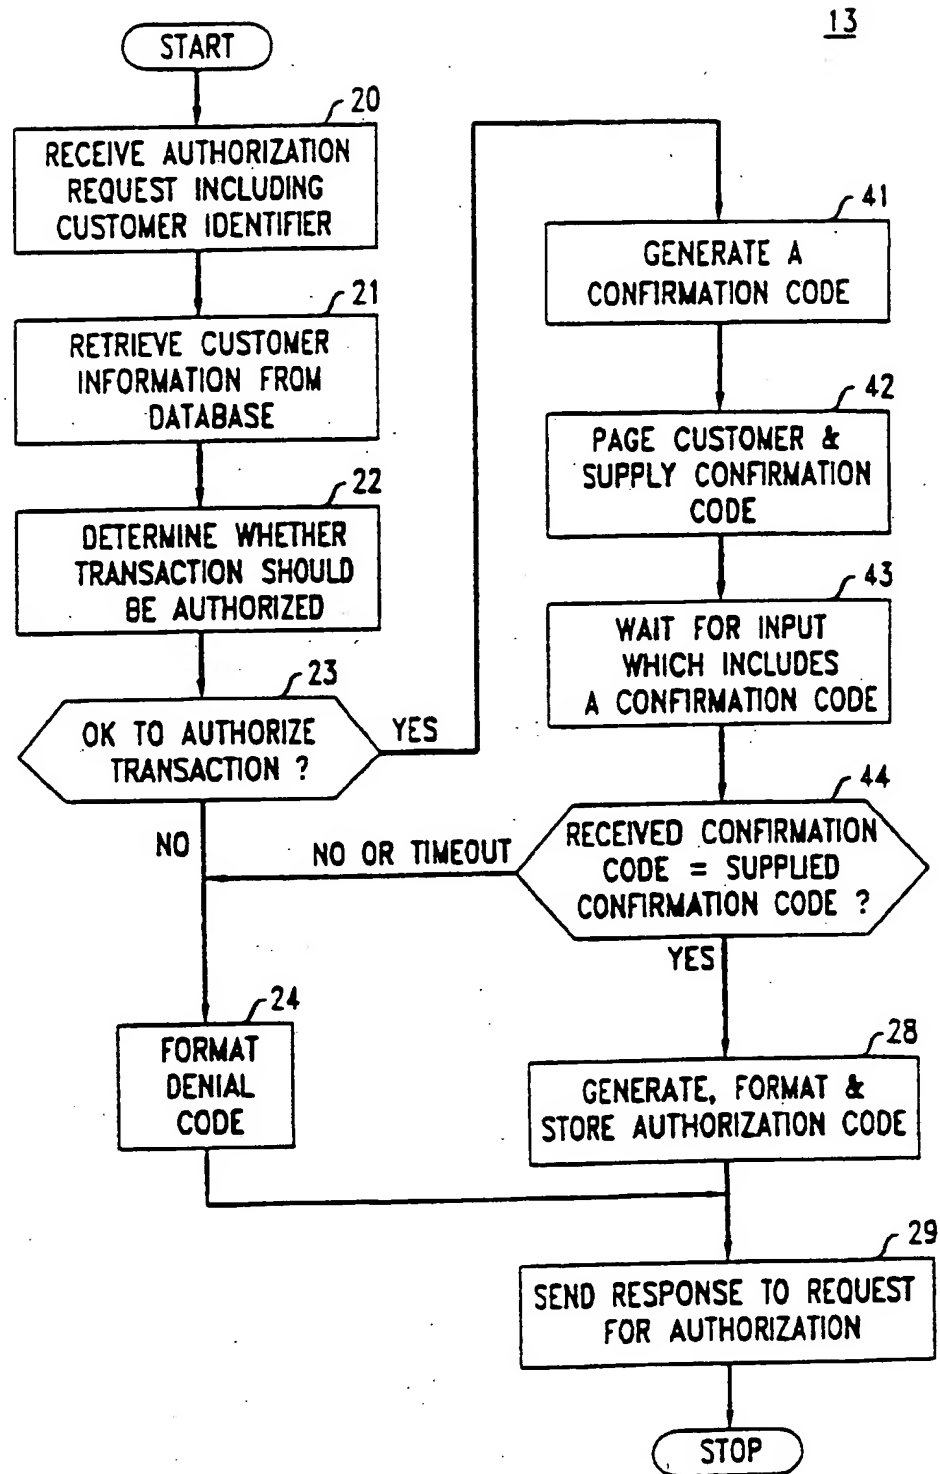 13
START
20
RECEIVE AUTHORIZATION
REQUEST INCLUDING
CUSTOMER IDENTIFIER
21
RETRIEVE CUSTOMER
INFORMATION FROM
DATABASE
22
DETERMINE WHETHER
TRANSACTION SHOULD
BE AUTHORIZED
23
OK TO AUTHORIZE
TRANSACTION ?
YES
NO
41
GENERATE A
CONFIRMATION CODE
42
PAGE CUSTOMER &
SUPPLY CONFIRMATION
CODE
43
WAIT FOR INPUT
WHICH INCLUDES
A CONFIRMATION CODE
44
RECEIVED CONFIRMATION
CODE = SUPPLIED
CONFIRMATION CODE ?
NO OR TIMEOUT
YES
24
FORMAT
DENIAL
CODE
28
GENERATE, FORMAT &
STORE AUTHORIZATION CODE
29
SEND RESPONSE TO REQUEST
FOR AUTHORIZATION
STOP